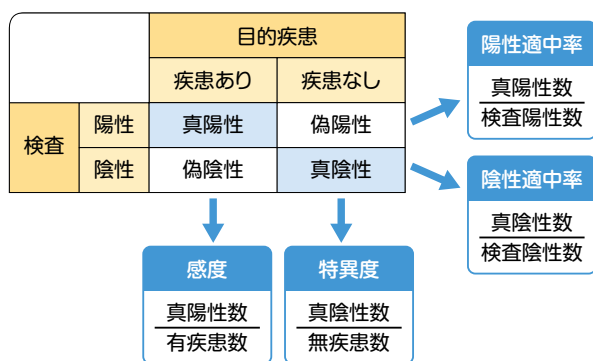 目的疾患
疾患あり 疾患なし
検査 陽性 真陽性 偽陽性
陰性 偽陰性 真陰性
陽性適中率
真陽性数
検査陽性数
陰性適中率
真陰性数
検査陰性数
感度
真陽性数
有疾患数
特異度
真陰性数
無疾患数